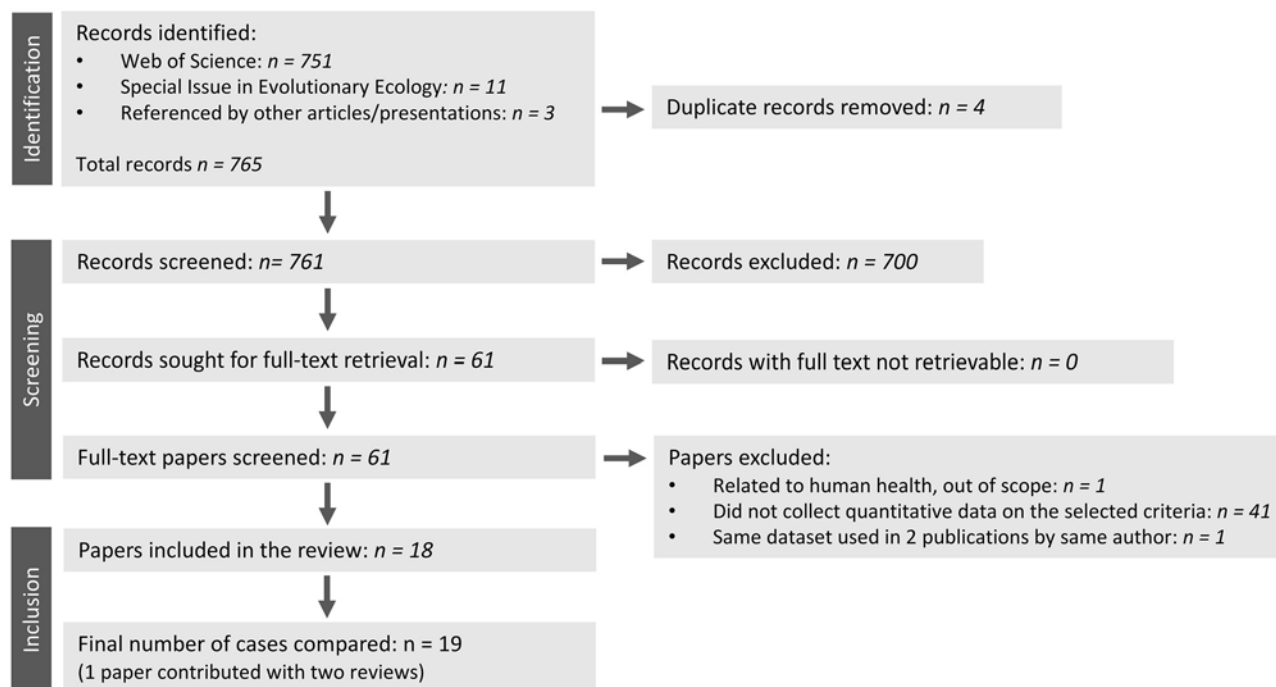 Identification
Records identified:
• Web of Science: n = 751
• Special Issue in Evolutionary Ecology: n = 11
• Referenced by other articles/presentations: n = 3
Total records n = 765
Duplicate records removed: n = 4
Screening
Records screened: n= 761
Records excluded: n = 700
Records sought for full-text retrieval: n = 61
Records with full text not retrievable: n = 0
Full-text papers screened: n = 61
Papers excluded:
• Related to human health, out of scope: n = 1
• Did not collect quantitative data on the selected criteria: n = 41
• Same dataset used in 2 publications by same author: n = 1
Inclusion
Papers included in the review: n = 18
Final number of cases compared: n = 19
(1 paper contributed with two reviews)